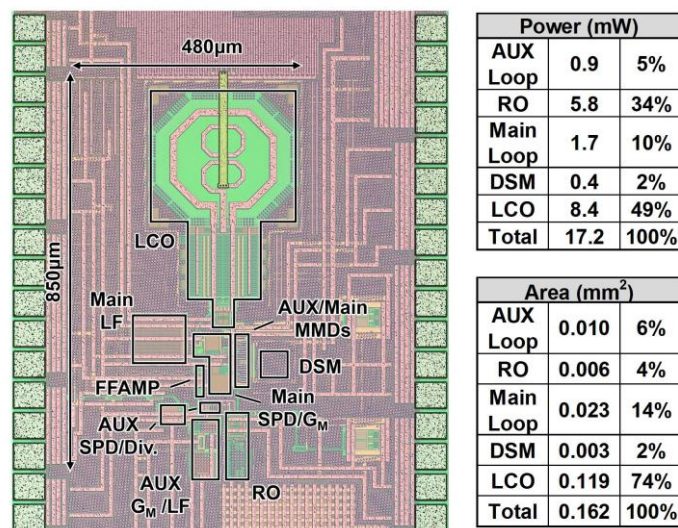 480µm
850µm
LCO
Main
LF
AUX/Main
MMDs
DSM
FFAMP
Main
SPD/G_M
AUX
SPD/Div.
AUX
G_M/LF
RO
Power (mW)
AUX Loop 0.9 5%
RO 5.8 34%
Main Loop 1.7 10%
DSM 0.4 2%
LCO 8.4 49%
Total 17.2 100%
Area (mm²)
AUX Loop 0.010 6%
RO 0.006 4%
Main Loop 0.023 14%
DSM 0.003 2%
LCO 0.119 74%
Total 0.162 100%